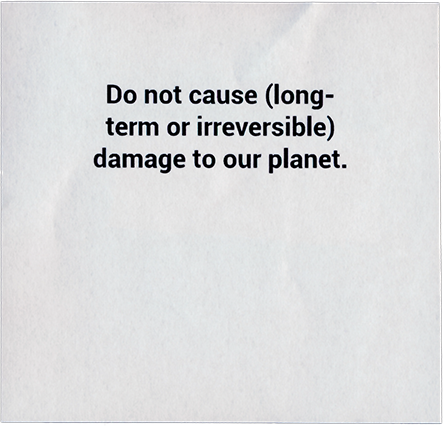 Do not cause (long-
term or irreversible)
damage to our planet.